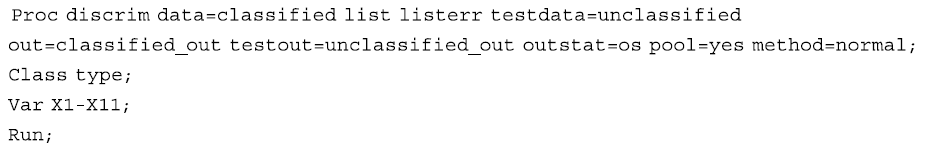 Proc discrim data=classified list listerr testdata=unclassified
out=classified_out testout=unclassified_out outstat=os pool=yes method=normal;
Class type;
Var X1-X11;
Run;